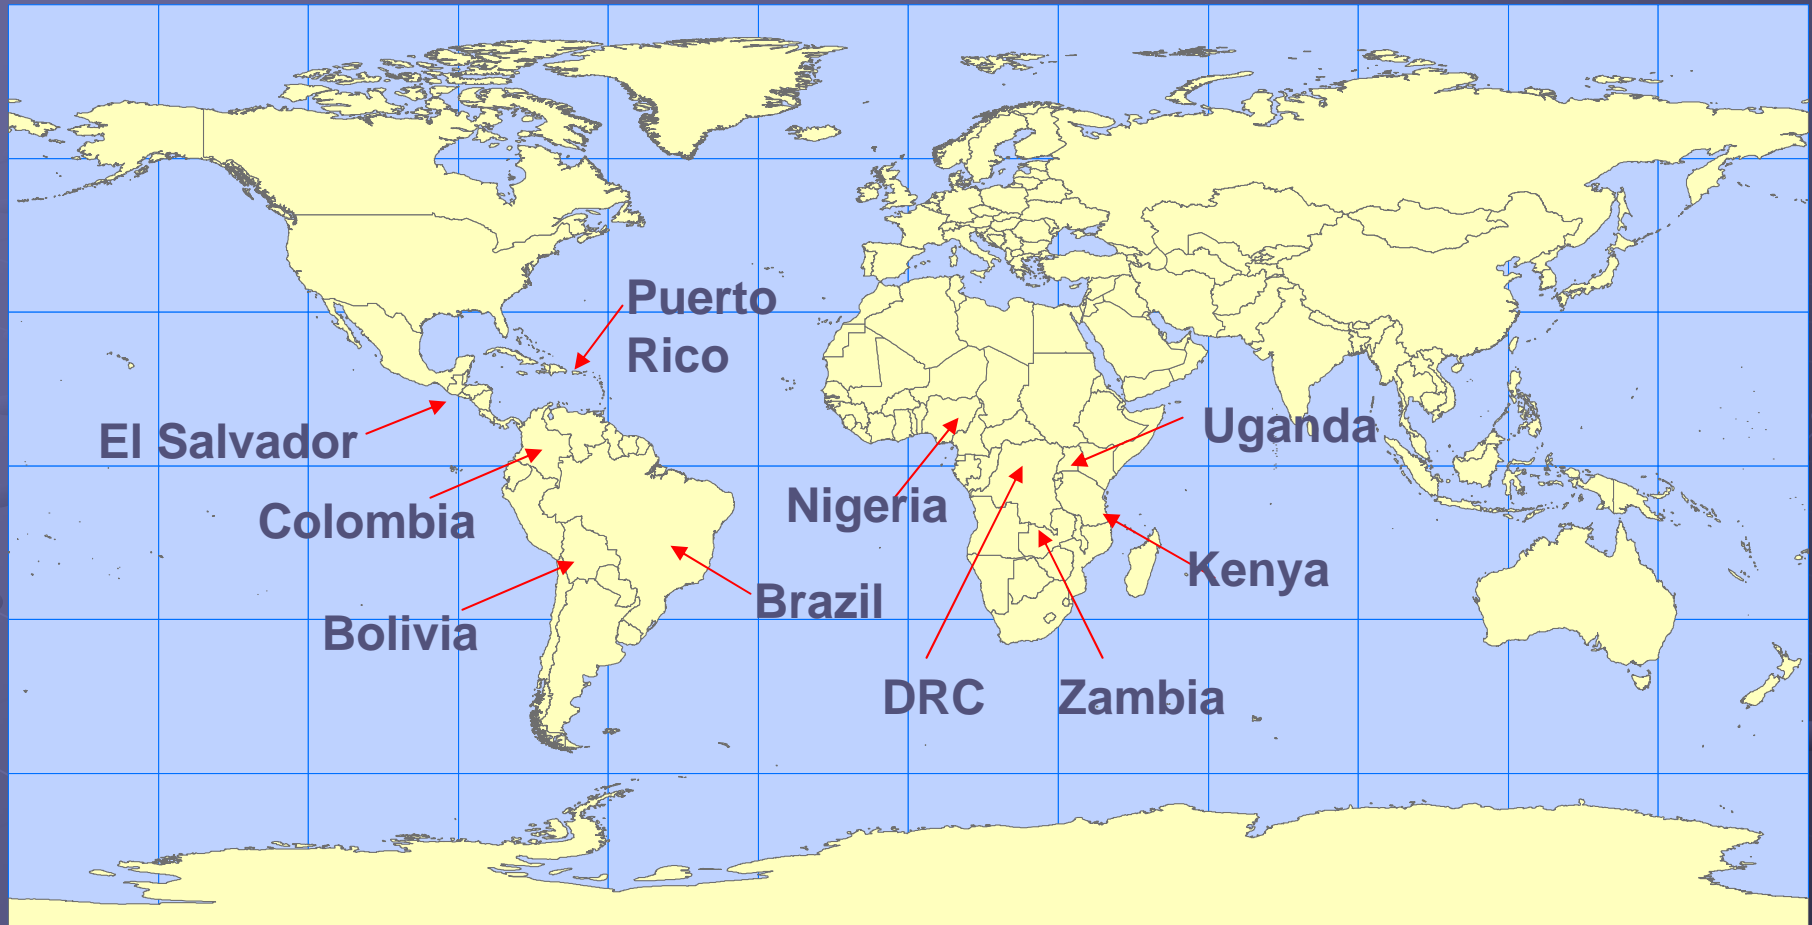 Puerto
Rico
El Salvador
Uganda
Colombia
Nigeria
Kenya
Brazil
Bolivia
DRC
Zambia